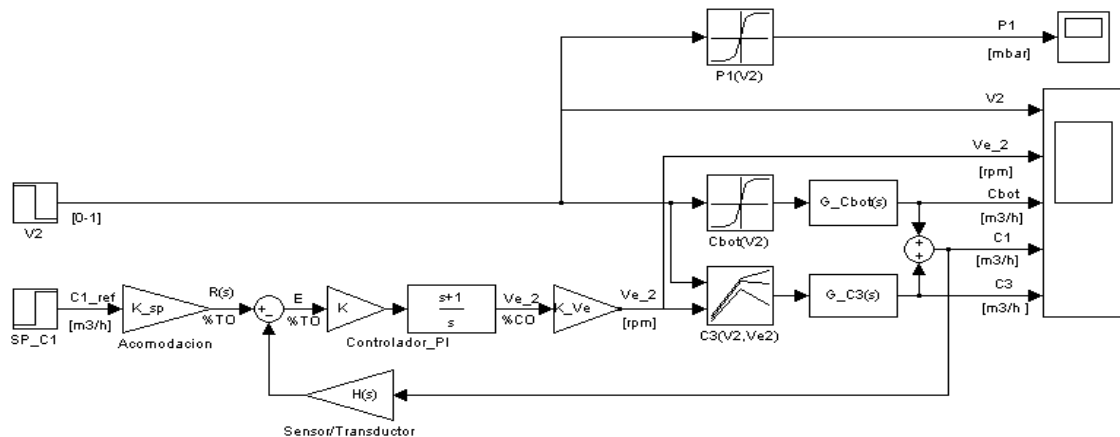 P1
[mbar]
P1(V2)
V2
Ve_2
[rpm]
Cbot
[m3/h]
C1
[m3/h]
C3
[m3/h ]
V2
[0-1]
Cbot(V2)
G_Cbot(s)
+
+
SP_C1
C1_ref
[m3/h]
K_sp
Acomodacion
R(s)
%TO
+
-
E
%TO
K
s+1
s
Controlador_PI
Ve_2
%CO
K_Ve
Ve_2
[rpm]
C3(V2,Ve2)
G_C3(s)
H(s)
Sensor/Transductor